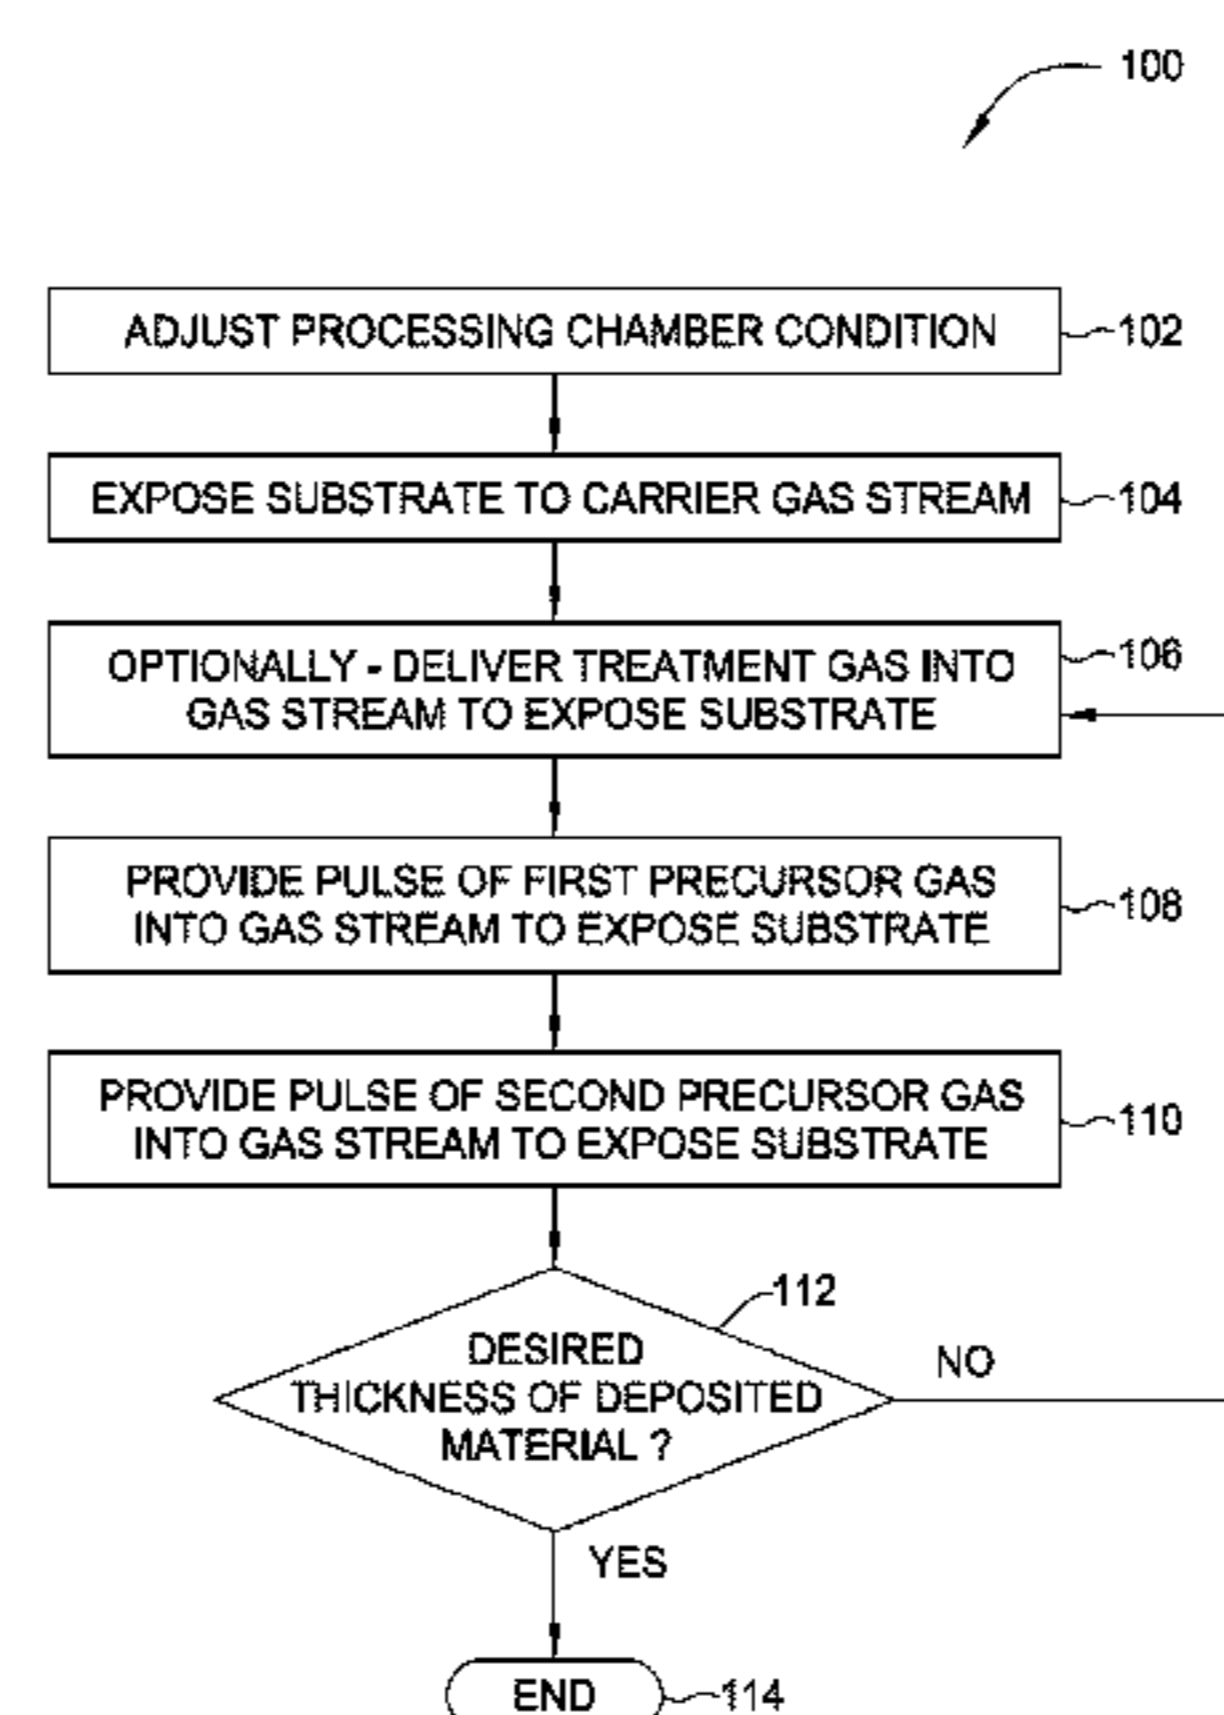 100
ADJUST PROCESSING CHAMBER CONDITION
102
EXPOSE SUBSTRATE TO CARRIER GAS STREAM
104
OPTIONALLY - DELIVER TREATMENT GAS INTO
GAS STREAM TO EXPOSE SUBSTRATE
106
PROVIDE PULSE OF FIRST PRECURSOR GAS
INTO GAS STREAM TO EXPOSE SUBSTRATE
108
PROVIDE PULSE OF SECOND PRECURSOR GAS
INTO GAS STREAM TO EXPOSE SUBSTRATE
110
112
DESIRED
THICKNESS OF DEPOSITED
MATERIAL ?
NO
YES
END
114